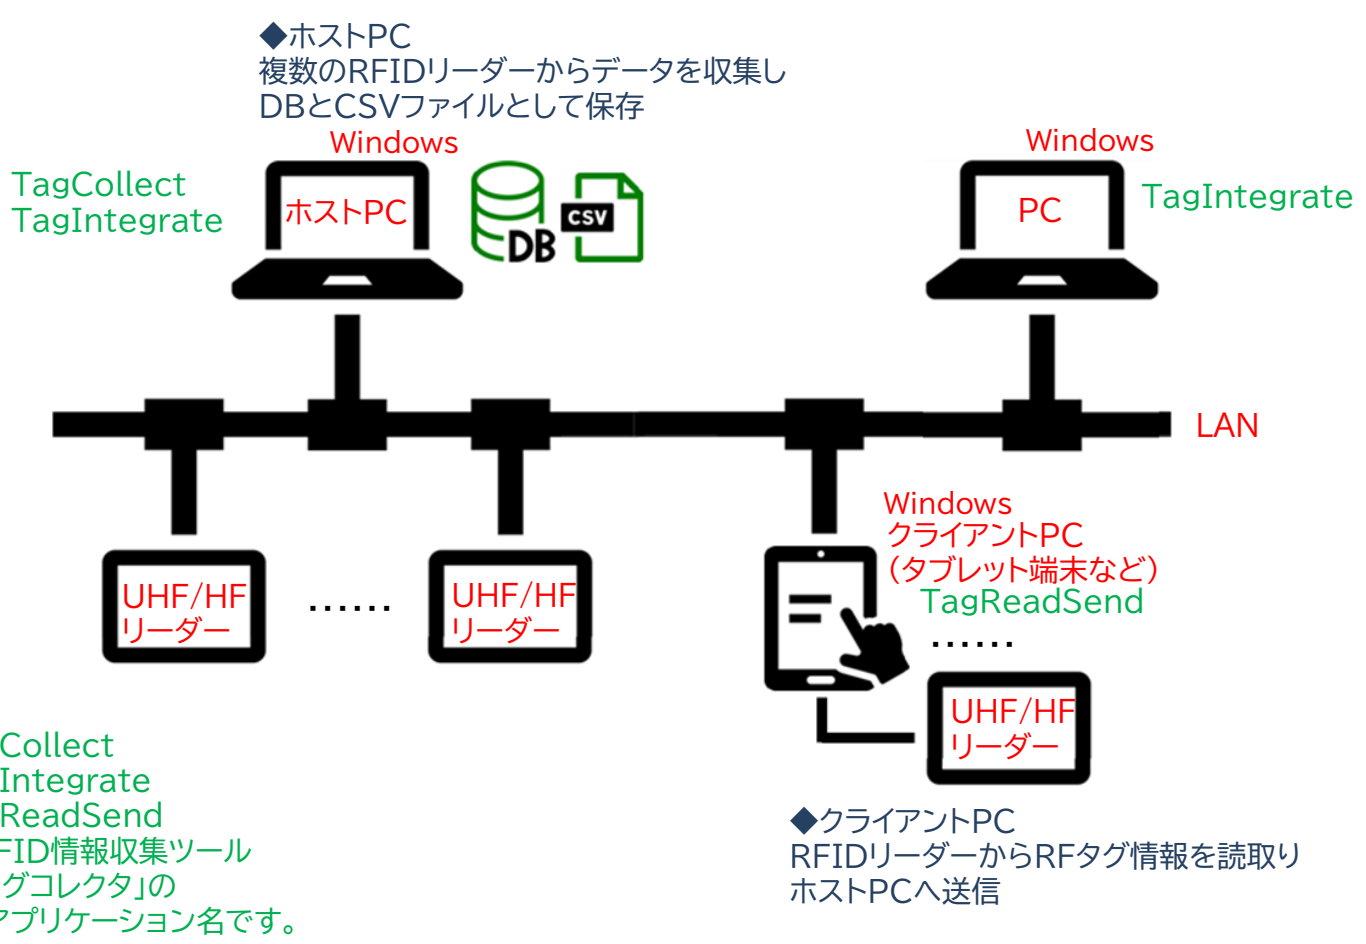 ◆ホストPC
複数のRFIDリーダーからデータを収集し
DBとCSVファイルとして保存
Windows
TagCollect
TagIntegrate
ホストPC
DB
CSV
Windows
PC
TagIntegrate
LAN
UHF/HF
リーダー
……
UHF/HF
リーダー
Windows
クライアントPC
(タブレット端末など)
TagReadSend
……
UHF/HF
リーダー
Collect
Integrate
ReadSend
FID情報収集ツール
グコレクタ」の
アプリケーション名です。
◆クライアントPC
RFIDリーダーからRFタグ情報を読取り
ホストPCへ送信